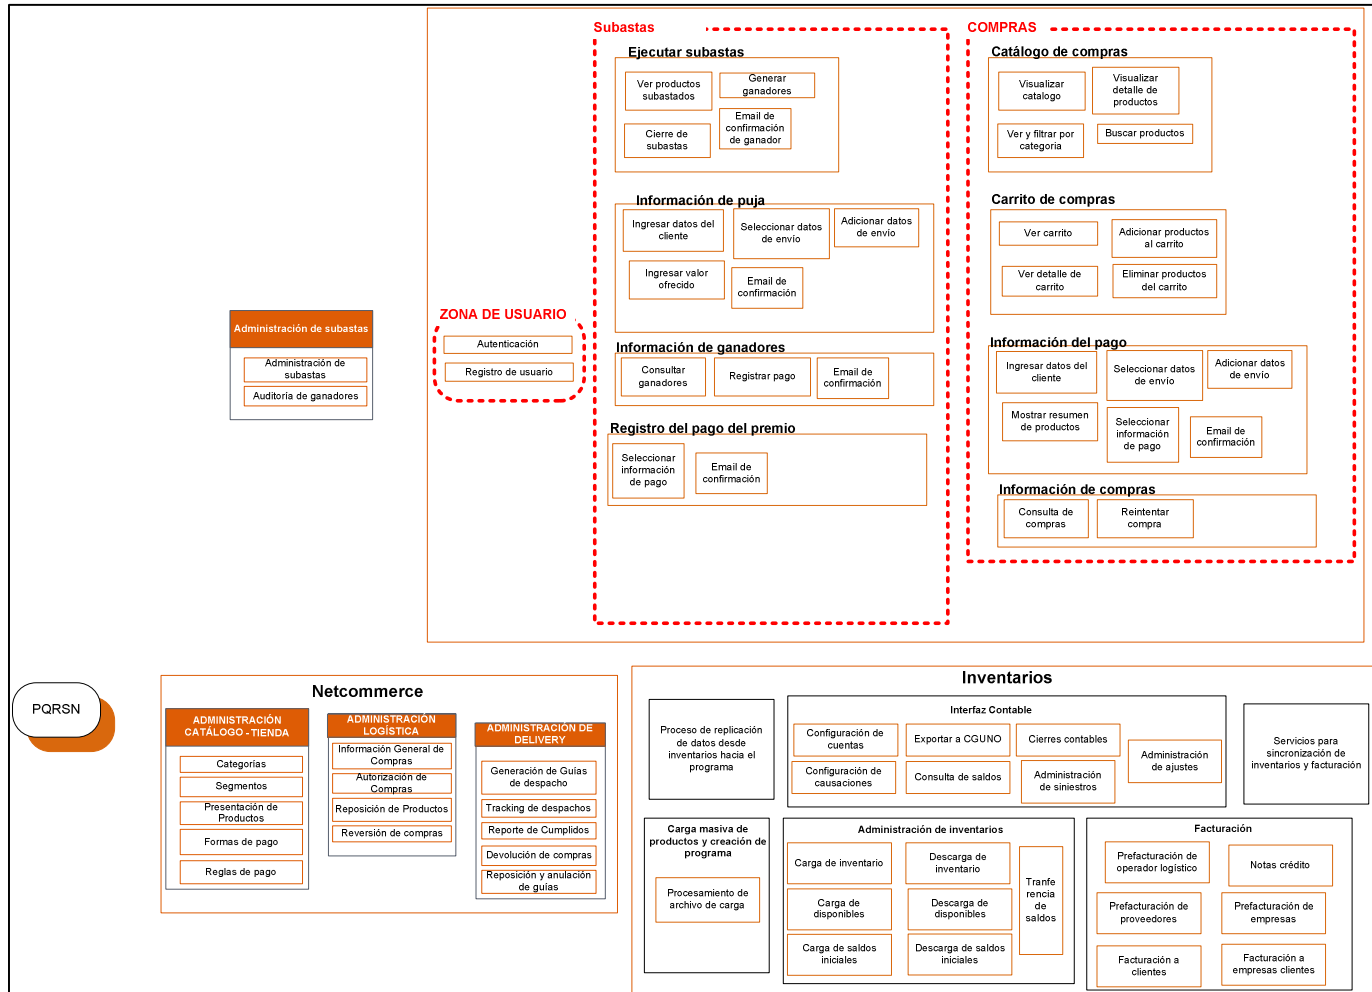 Subastas
Ejecutar subastas
Ver productos
subastados
Generar
ganadores
Cierre de
subastas
Email de
confirmación
de ganador
Información de puja
Ingresar datos del
cliente
Seleccionar datos
de envío
Adicionar datos
de envío
Ingresar valor
ofrecido
Email de
confirmación
Información de ganadores
Consultar
ganadores
Registrar pago
Email de
confirmación
Registro del pago del premio
Seleccionar
información
de pago
Email de
confirmación
COMPRAS
Catálogo de compras
Visualizar
catalogo
Visualizar
detalle de
productos
Ver y filtrar por
categoria
Buscar productos
Carrito de compras
Ver carrito
Adicionar productos
al carrito
Ver detalle de
carrito
Eliminar productos
del carrito
Información del pago
Ingresar datos del
cliente
Seleccionar datos
de envío
Adicionar datos
de envío
Mostrar resumen
de productos
Seleccionar
información
de pago
Email de
confirmación
Información de compras
Consulta de
compras
Reintentar
compra
ZONA DE USUARIO
Autenticación
Registro de usuario
Administración de subastas
Administración de
subastas
Auditoría de ganadores
PQRSN
Netcommerce
ADMINISTRACIÓN
CATÁLOGO - TIENDA
Categorías
Segmentos
Presentación de
Productos
Formas de pago
Reglas de pago
ADMINISTRACIÓN
LOGÍSTICA
Información General de
Compras
Autorización de
Compras
Reposición de Productos
Reversión de compras
ADMINISTRACIÓN DE
DELIVERY
Generación de Guías
de despacho
Tracking de despachos
Reporte de Cumplidos
Devolución de compras
Reposición y anulación
de guías
Inventarios
Proceso de replicación
de datos desde
inventarios hacia el
programa
Interfaz Contable
Configuración de
cuentas
Exportar a CGUNO
Cierres contables
Administración
de ajustes
Configuración de
causaciones
Consulta de saldos
Administración
de siniestros
Servicios para
sincronización de
inventarios y facturación
Carga masiva de
productos y creación de
programa
Procesamiento de
archivo de carga
Administración de inventarios
Carga de inventario
Descarga de
inventario
Carga de
disponibles
Descarga de
disponibles
Carga de saldos
iniciales
Descarga de saldos
iniciales
Tranfe
rencia
de
saldos
Facturación
Prefacturación de
operador logístico
Notas crédito
Prefacturación de
proveedores
Prefacturación de
empresas
Facturación a
clientes
Facturación a
empresas clientes